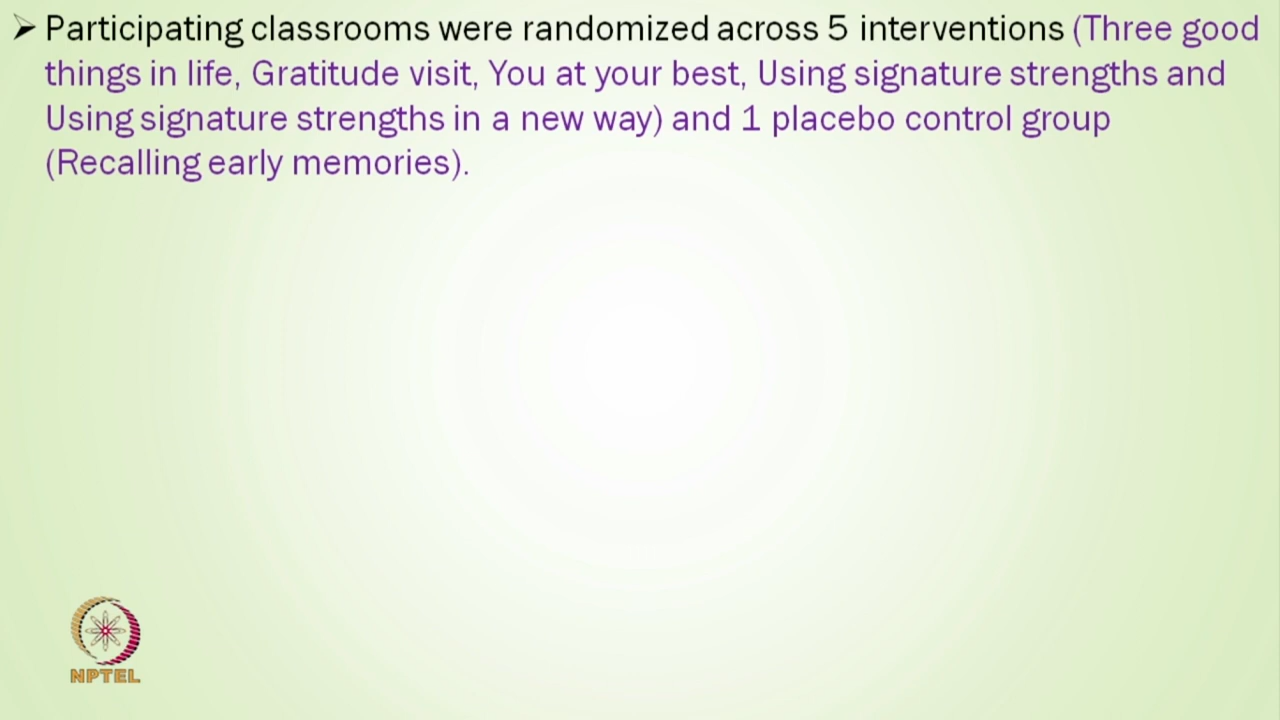 ➢ Participating classrooms were randomized across 5 interventions (Three good
things in life, Gratitude visit, You at your best, Using signature strengths and
Using signature strengths in a new way) and 1 placebo control group
(Recalling early memories).
NPTEL